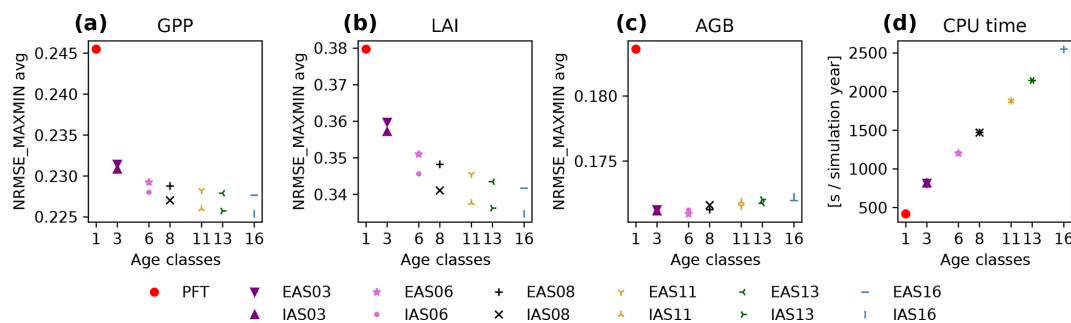 (a) GPP
NRMSE_MAXMIN avg
0.245
0.240
0.235
0.230
0.225
1 3 6 8 11 13 16
Age classes
(b) LAI
NRMSE_MAXMIN avg
0.38
0.37
0.36
0.35
0.34
1 3 6 8 11 13 16
Age classes
(c) AGB
NRMSE_MAXMIN avg
0.180
0.175
1 3 6 8 11 13 16
Age classes
(d) CPU time
[s / simulation year]
2500
2000
1500
1000
500
1 3 6 8 11 13 16
Age classes
PFT EAS03 EAS06 EAS08 EAS11 EAS13 EAS16
IAS03 IAS06 IAS08 IAS11 IAS13 IAS16